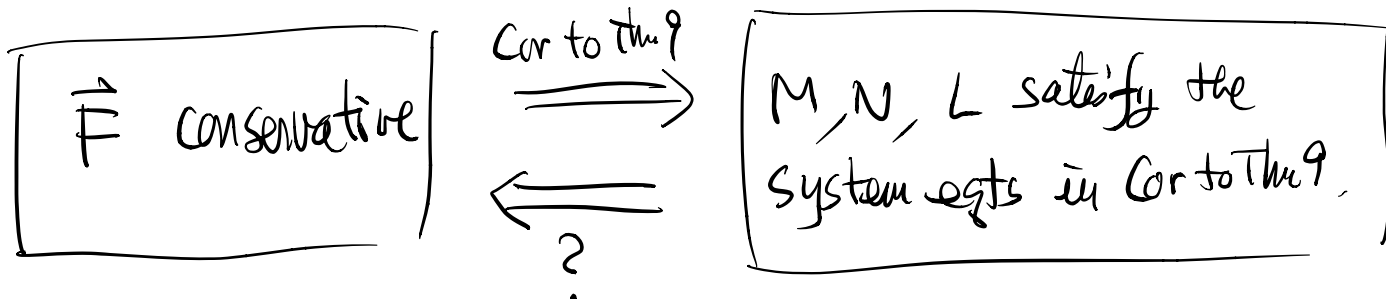 Cor to Thm 9
F conservative
M, N, L satisfy the
system eqts in Cor to Thm 9.
?